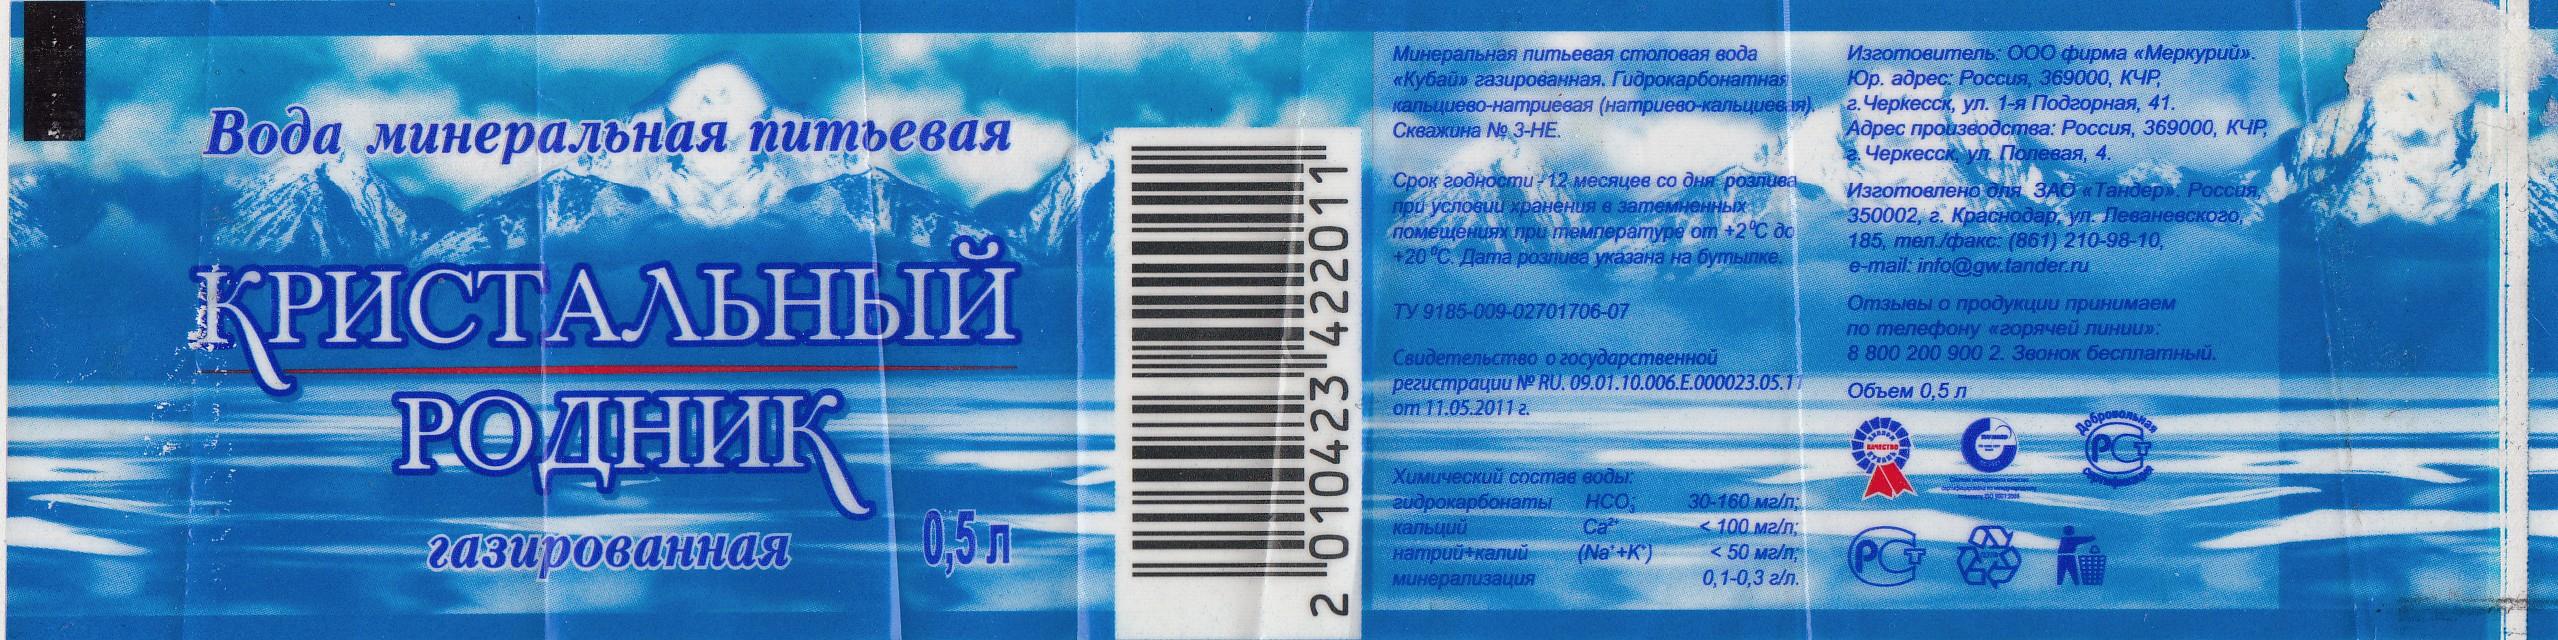 Вода минеральная питьевая
КРИСТАЛЬНЫЙ
РОДНИК
газированная
0,5 л
2 010423 422011
Минеральная питьевая столовая вода
«Кубай» газированная. Гидрокарбонатная
кальциево-натриевая (натриево-кальциевая).
Скважина № 3-НЕ.
Срок годности - 12 месяцев со дня розлива
при условии хранения в затемненных
помещениях при температуре от +2⁰С до
+20 ⁰С. Дата розлива указана на бутылке.
ТУ 9185-009-02701706-07
Свидетельство о государственной
регистрации № RU. 09.01.10.006.Е.000023.05.11
от 11.05.2011 г.
Химический состав воды:
гидрокарбонаты HCO₃ 30-160 мг/л;
кальций Ca²⁺ < 100 мг/л;
натрий+калий (Na⁺+K⁺) < 50 мг/л;
минерализация 0,1-0,3 г/л.
Изготовитель: ООО фирма «Меркурий».
Юр. адрес: Россия, 369000, КЧР,
г.Черкесск, ул. 1-я Подгорная, 41.
Адрес производства: Россия, 369000, КЧР,
г. Черкесск, ул. Полевая, 4.
Изготовлено для ЗАО «Тандер». Россия,
350002, г. Краснодар, ул. Леваневского,
185, тел./факс: (861) 210-98-10,
e-mail: info@gw.tander.ru
Отзывы о продукции принимаем
по телефону «горячей линии»:
8 800 200 900 2. Звонок бесплатный.
Объем 0,5 л
КАЧЕСТВО
Добровольная
РСТ
сертификация
РСТ